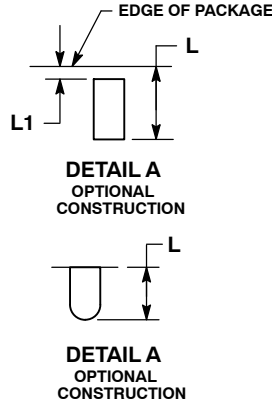 EDGE OF PACKAGE
L
L1
DETAIL A
OPTIONAL
CONSTRUCTION
L
DETAIL A
OPTIONAL
CONSTRUCTION